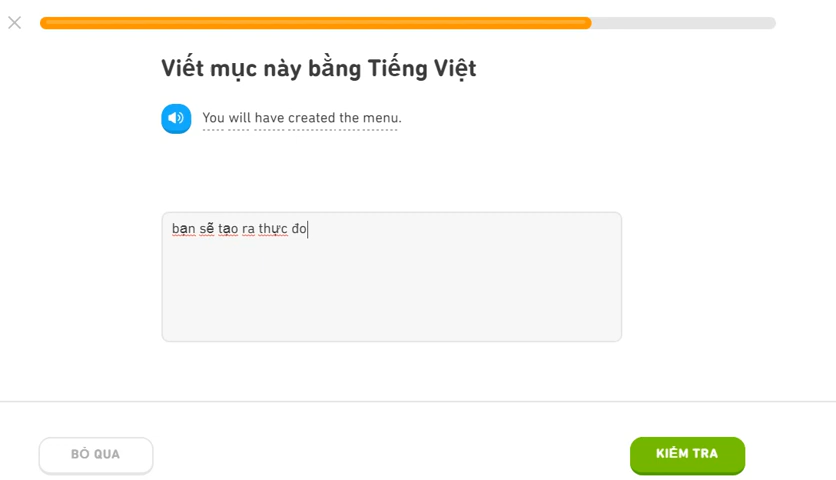 Viết mục này bằng Tiếng Việt
You will have created the menu.
bạn sẽ tạo ra thực đo
BỎ QUA
KIỂM TRA